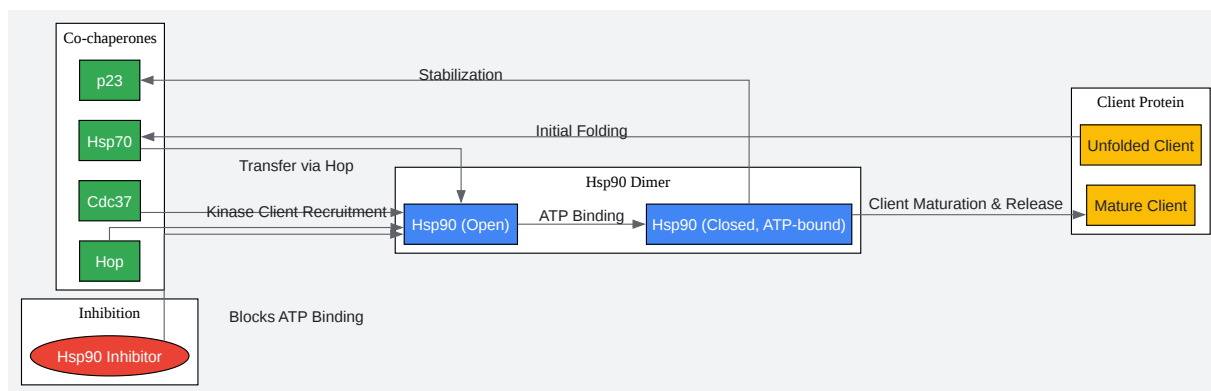 Co-chaperones
p23
Stabilization
Client Protein
Hsp70
Initial Folding
Unfolded Client
Transfer via Hop
Hsp90 Dimer
Cdc37
Kinase Client Recruitment
Hsp90 (Open)
ATP Binding
Hsp90 (Closed, ATP-bound)
Client Maturation & Release
Mature Client
Hop
Inhibition
Blocks ATP Binding
Hsp90 Inhibitor